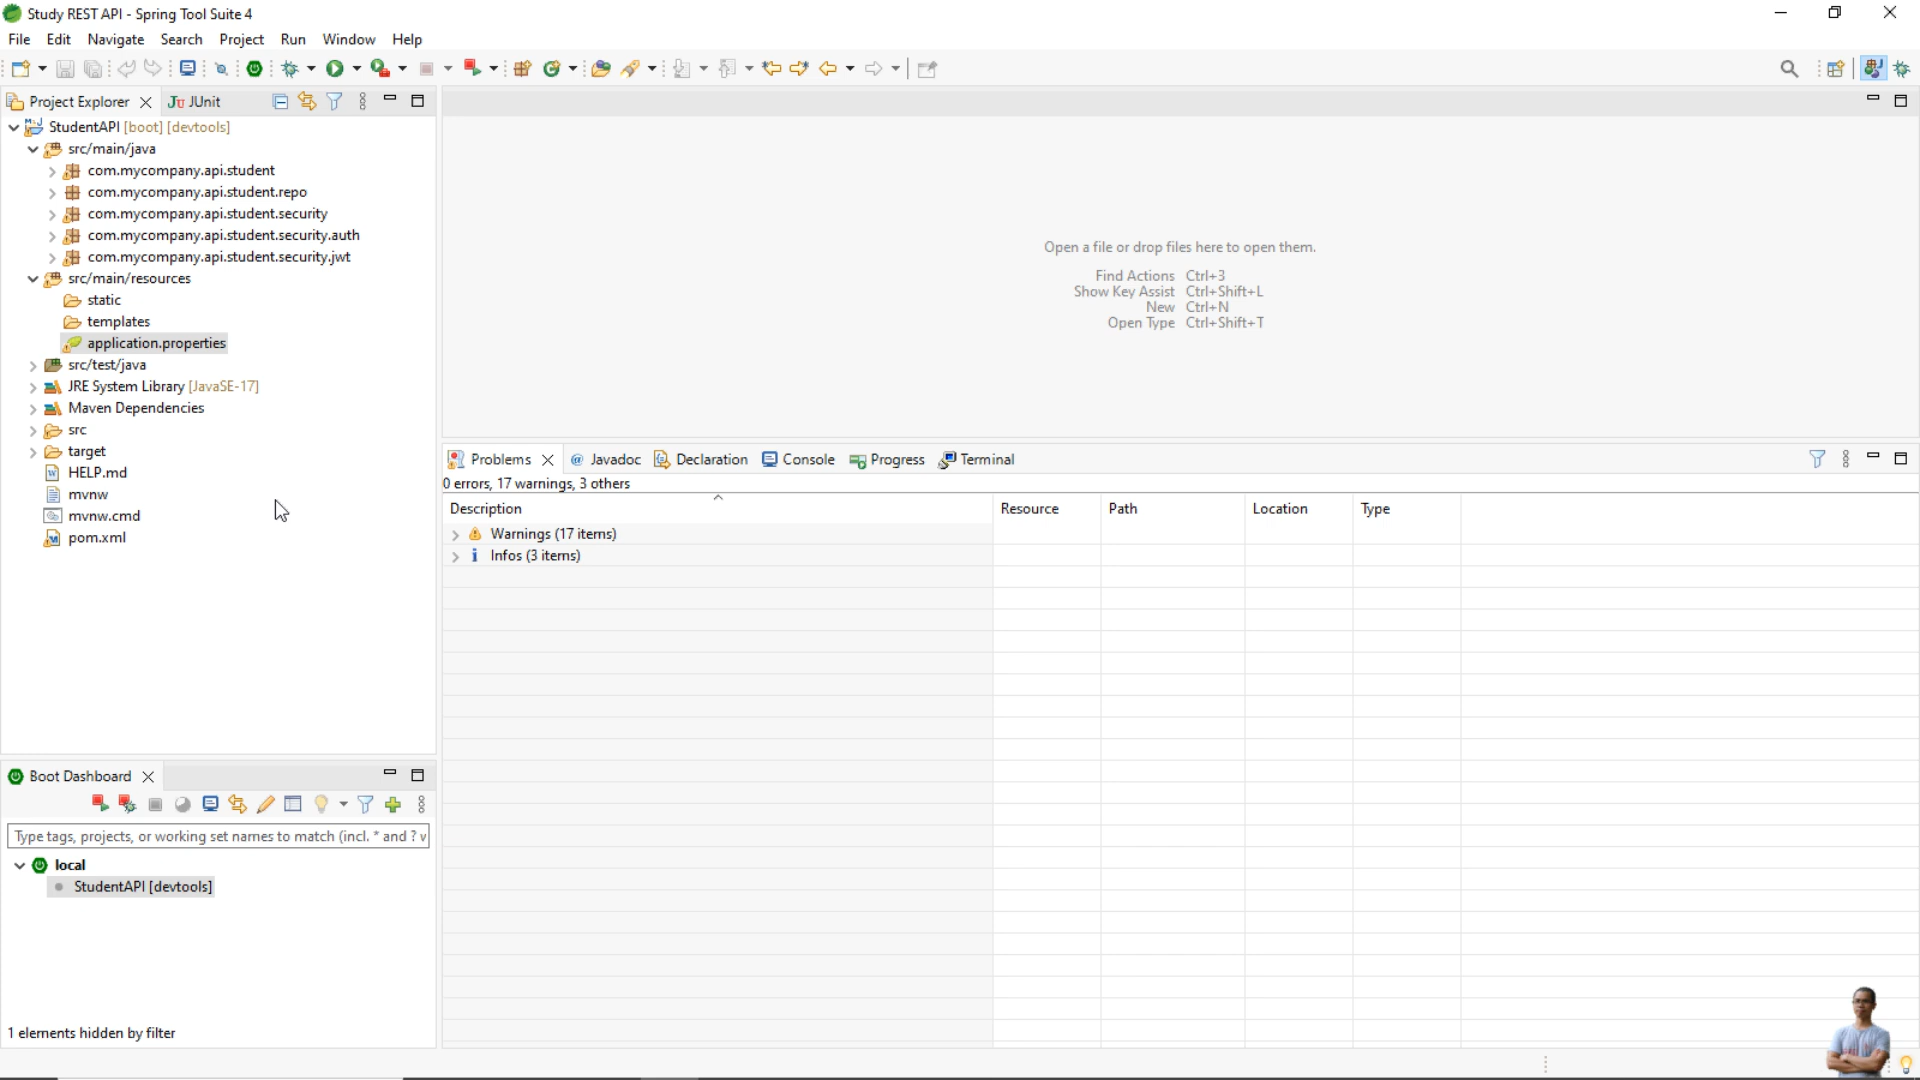 Study REST API - Spring Tool Suite 4
File Edit Navigate Search Project Run Window Help
Project Explorer
JUnit
StudentAPI [boot] [devtools]
src/main/java
com.mycompany.api.student
com.mycompany.api.student.repo
com.mycompany.api.student.security
com.mycompany.api.student.security.auth
com.mycompany.api.student.security.jwt
src/main/resources
static
templates
application.properties
src/test/java
JRE System Library [JavaSE-17]
Maven Dependencies
src
target
HELP.md
mvnw
mvnw.cmd
pom.xml
Open a file or drop files here to open them.
Find Actions Ctrl+3
Show Key Assist Ctrl+Shift+L
New Ctrl+N
Open Type Ctrl+Shift+T
Problems Javadoc Declaration Console Progress Terminal
0 errors, 17 warnings, 3 others
Description Resource Path Location Type
Warnings (17 items)
Infos (3 items)
Boot Dashboard
Type tags, projects, or working set names to match (incl. * and ? v
local
StudentAPI [devtools]
1 elements hidden by filter